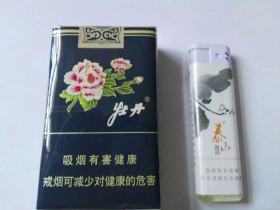 牡丹
吸烟有害健康
戒烟可减少对健康的危害
泰山